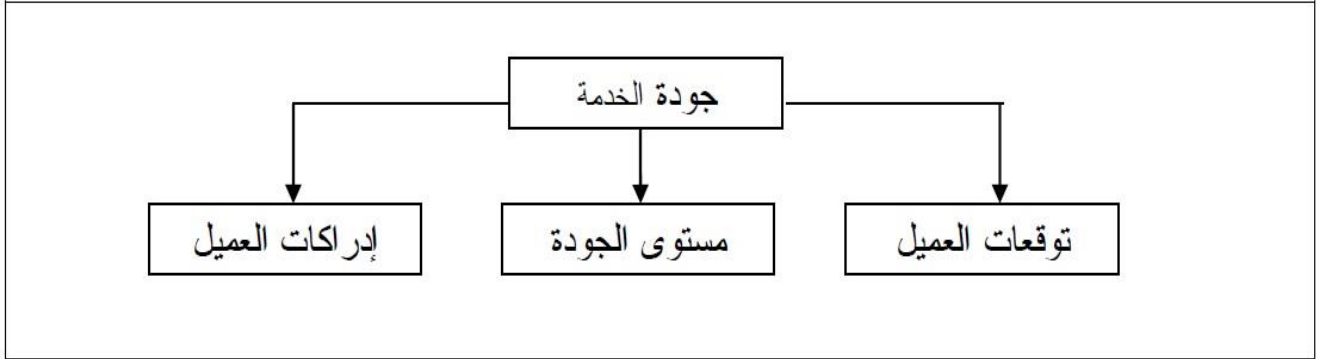 جودة الخدمة
توقعات العميل
مستوى الجودة
إدراكات العميل